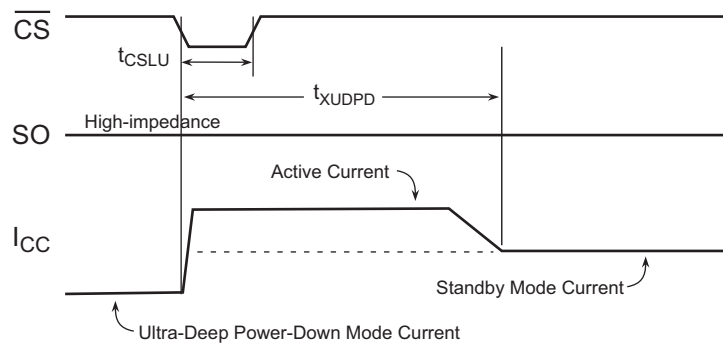 CS
tCSLU
tXUDPD
High-impedance
SO
Active Current
ICC
Standby Mode Current
Ultra-Deep Power-Down Mode Current